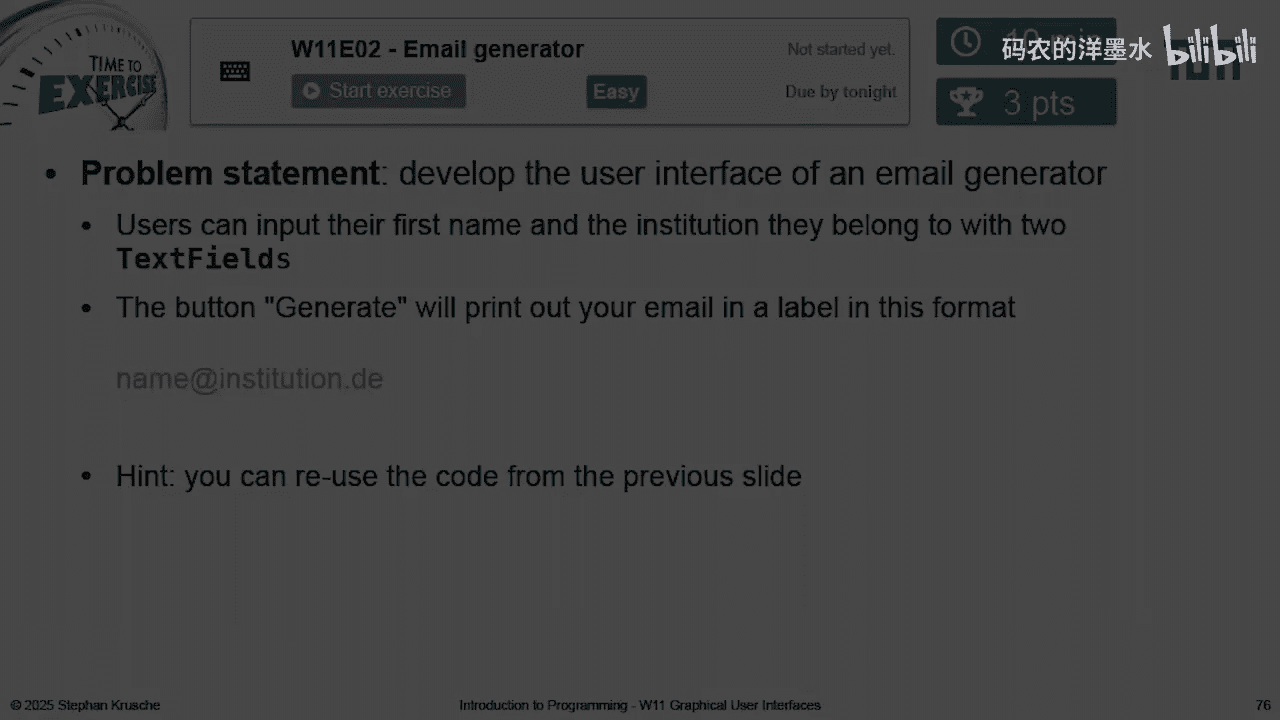 TIME TO
EXERCISE
W11E02 - Email generator
Not started yet.
Start exercise
Easy
Due by tonight
码农的洋墨水
bilibili
3 pts
• Problem statement: develop the user interface of an email generator
• Users can input their first name and the institution they belong to with two
TextFields
• The button "Generate" will print out your email in a label in this format
name@institution.de
• Hint: you can re-use the code from the previous slide
© 2025 Stephan Krusche
Introduction to Programming - W11 Graphical User Interfaces
76